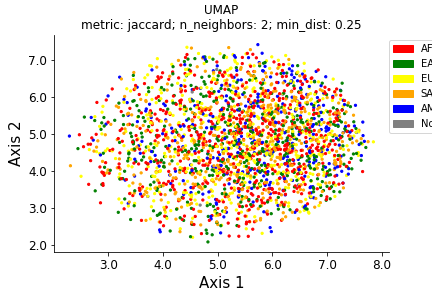 UMAP
metric: jaccard; n_neighbors: 2; min_dist: 0.25
AF
EA
EU
SA
AM
No
7.0
6.0
5.0
4.0
3.0
2.0
Axis 2
3.0 4.0 5.0 6.0 7.0 8.0
Axis 1